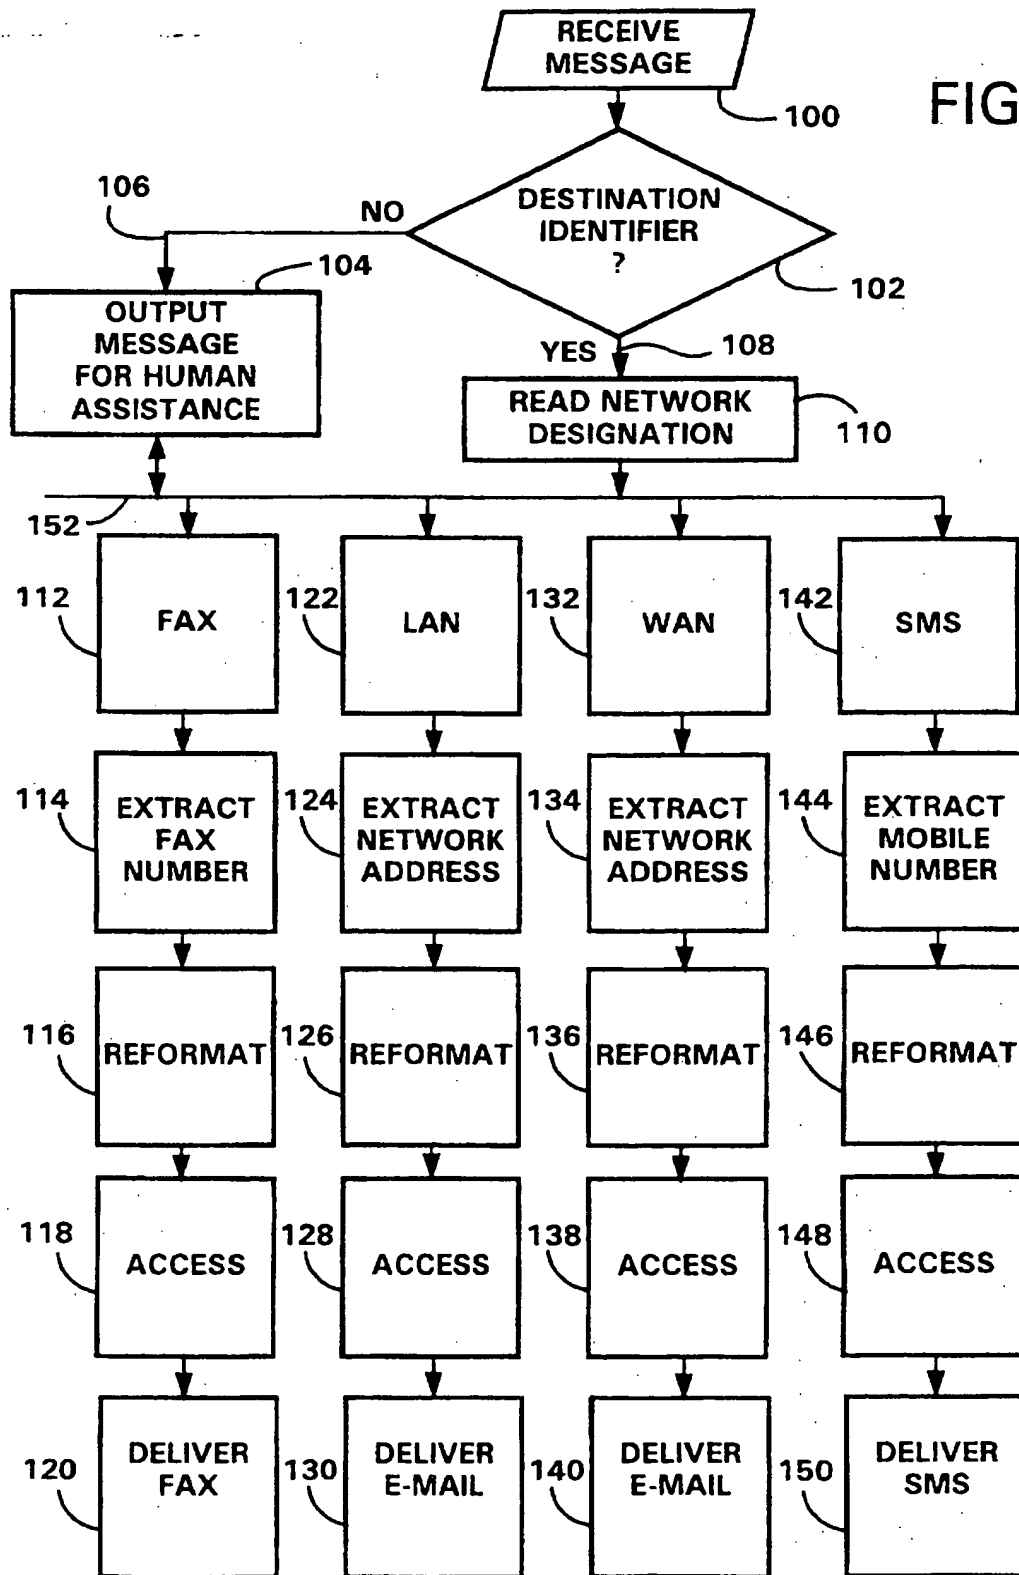 RECEIVE
MESSAGE
100
FIG
DESTINATION
IDENTIFIER
?
102
NO
106
104
OUTPUT
MESSAGE
FOR HUMAN
ASSISTANCE
YES
108
READ NETWORK
DESIGNATION
110
152
112
FAX
122
LAN
132
WAN
142
SMS
114
EXTRACT
FAX
NUMBER
124
EXTRACT
NETWORK
ADDRESS
134
EXTRACT
NETWORK
ADDRESS
144
EXTRACT
MOBILE
NUMBER
116
REFORMAT
126
REFORMAT
136
REFORMAT
146
REFORMAT
118
ACCESS
128
ACCESS
138
ACCESS
148
ACCESS
120
DELIVER
FAX
130
DELIVER
E-MAIL
140
DELIVER
E-MAIL
150
DELIVER
SMS